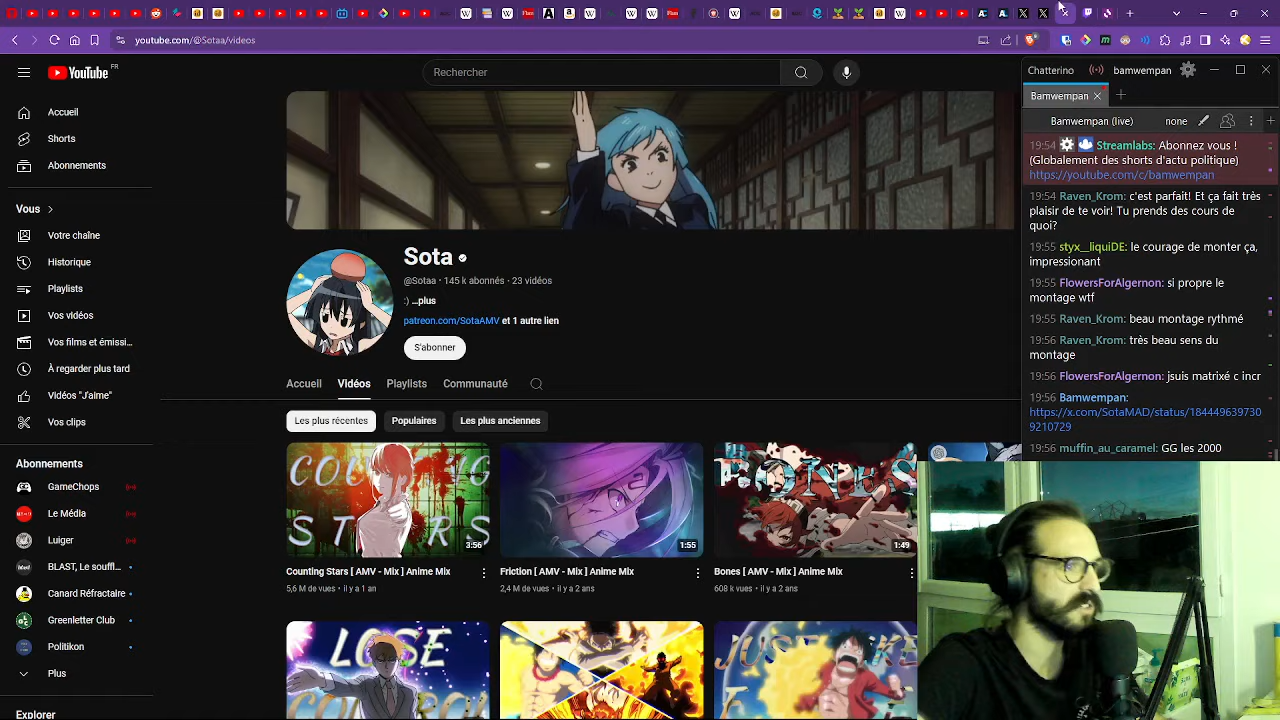 youtube.com/@Sotaa/videos
YouTube FR
Rechercher
Accueil
Shorts
Abonnements
Vous
Votre chaîne
Historique
Playlists
Vos vidéos
Vos films et émissi...
À regarder plus tard
Vidéos "J'aime"
Vos clips
Abonnements
GameChops
Le Média
Luiger
BLAST, Le souffl...
Canard Réfractaire
Greenletter Club
Politikon
Plus
Explorer
Sota
@Sotaa · 145 k abonnés · 23 vidéos
:) ...plus
patreon.com/SotaAMV et 1 autre lien
S'abonner
Accueil Vidéos Playlists Communauté
Les plus récentes Populaires Les plus anciennes
COUNTING
STARS
3:56
Counting Stars [ AMV - Mix ] Anime Mix
5,6 M de vues · il y a 1 an
1:55
Friction [ AMV - Mix ] Anime Mix
2,4 M de vues · il y a 2 ans
BONES
1:49
Bones [ AMV - Mix ] Anime Mix
608 k vues · il y a 2 ans
LOSE
CONTROL
JUST LIKE
Chatterino bamwempan
Bamwempan
Bamwempan (live) none
19:54 Streamlabs: Abonnez vous !
(Globalement des shorts d'actu politique)
https://youtube.com/c/bamwempan
19:54 Raven_Krom: c'est parfait! Et ça fait très
plaisir de te voir! Tu prends des cours de
quoi?
19:55 styx__liquiDE: le courage de monter ça,
impressionant
19:55 FlowersForAlgernon: si propre le
montage wtf
19:55 Raven_Krom: beau montage rythmé
19:56 Raven_Krom: trer beau sens du
montage
19:56 FlowersForAlgernon: jsuis matrixé c incr
19:56 Bamwempan:
https://x.com/SotaMAD/status/184449639730
9210729
19:56 muffin_au_caramel: GG les 2000